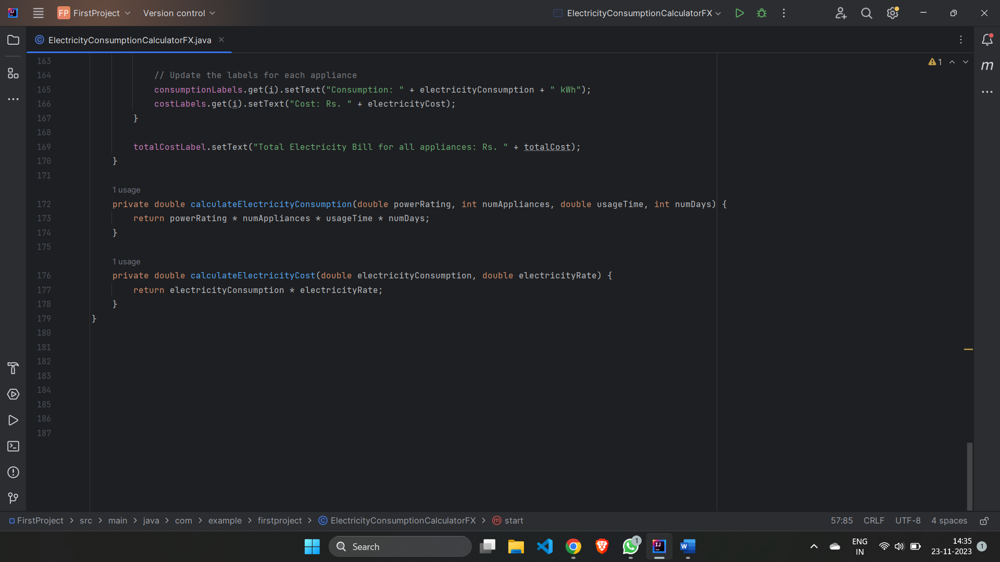 FP FirstProject Version control ElectricityConsumptionCalculatorFX
ElectricityConsumptionCalculatorFX.java
163
164 // Update the labels for each appliance
165 consumptionLabels.get(i).setText("Consumption: " + electricityConsumption + " kWh");
166 costLabels.get(i).setText("Cost: Rs. " + electricityCost);
167 }
168
169 totalCostLabel.setText("Total Electricity Bill for all appliances: Rs. " + totalCost);
170 }
171
1 usage
172 private double calculateElectricityConsumption(double powerRating, int numAppliances, double usageTime, int numDays) {
173 return powerRating * numAppliances * usageTime * numDays;
174 }
175
1 usage
176 private double calculateElectricityCost(double electricityConsumption, double electricityRate) {
177 return electricityConsumption * electricityRate;
178 }
179 }
180
181
182
183
184
185
186
187
1
m
FirstProject > src > main > java > com > example > firstproject > ElectricityConsumptionCalculatorFX > m start 57:85 CRLF UTF-8 4 spaces
Search 1 ENG IN 14:35 23-11-2023 1